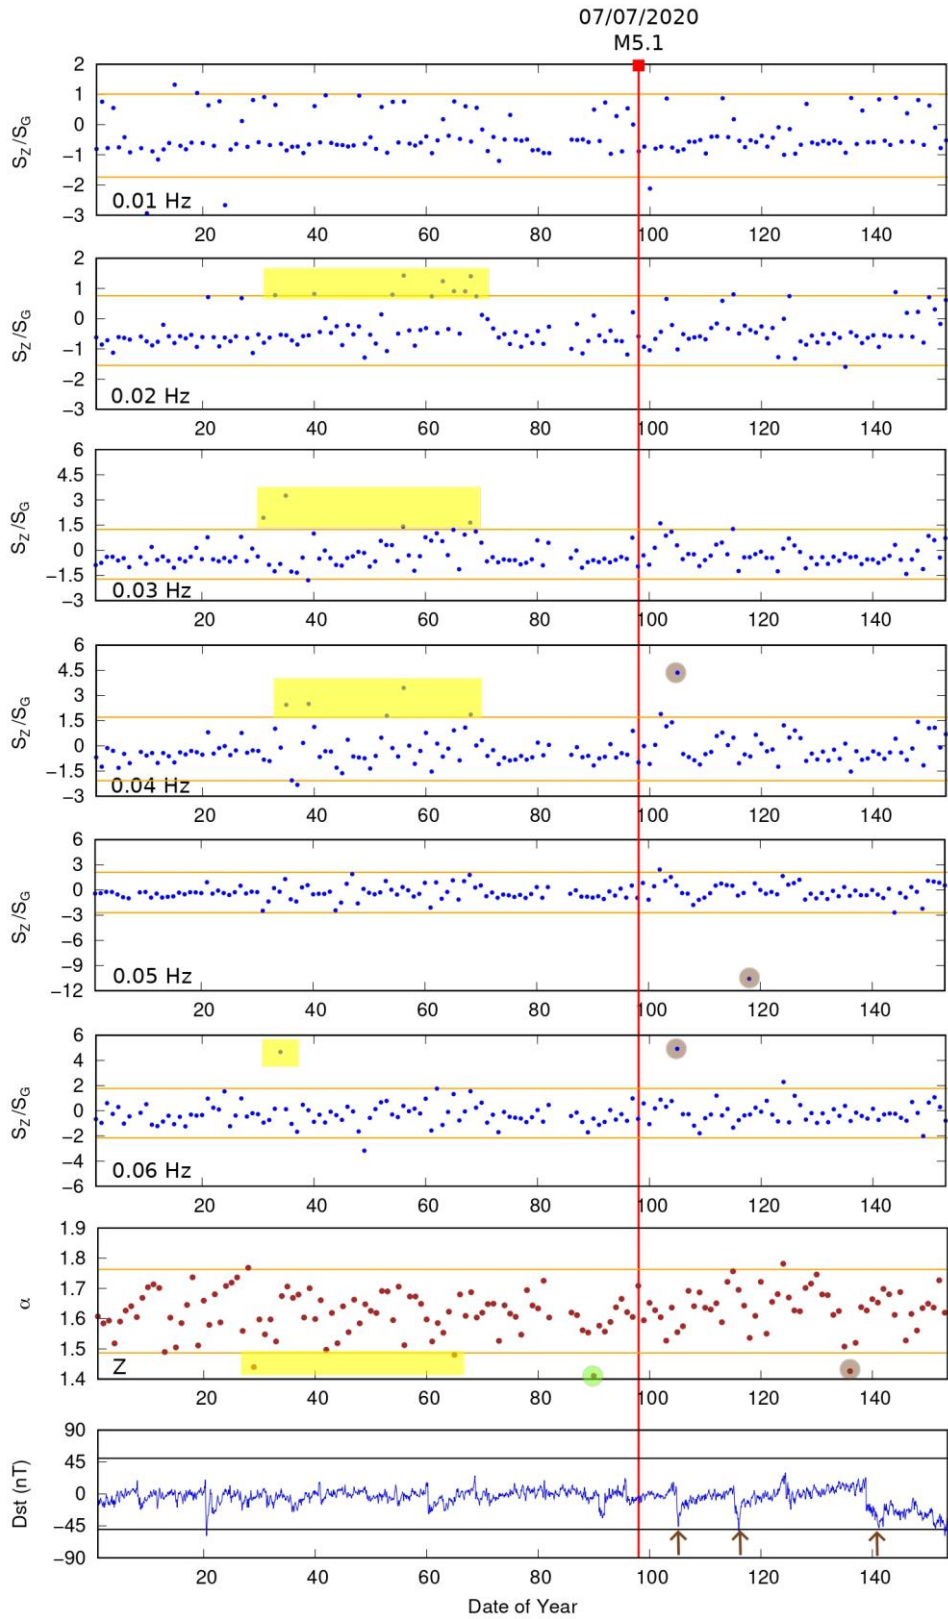 07/07/2020
M5.1
2
1
0
−1
−2
−3
S_Z/S_G
0.01 Hz
20 40 60 80 100 120 140
2
1
0
−1
−2
−3
S_Z/S_G
0.02 Hz
20 40 60 80 100 120 140
6
4.5
3
1.5
0
−1.5
−3
S_Z/S_G
0.03 Hz
20 40 60 80 100 120 140
6
4.5
3
1.5
0
−1.5
−3
S_Z/S_G
0.04 Hz
20 40 60 80 100 120 140
6
3
0
−3
−6
−9
−12
S_Z/S_G
0.05 Hz
20 40 60 80 100 120 140
6
4
2
0
−2
−4
−6
S_Z/S_G
0.06 Hz
20 40 60 80 100 120 140
1.9
1.8
1.7
1.6
1.5
1.4
α
Z
20 40 60 80 100 120 140
90
45
0
−45
−90
Dst (nT)
20 40 60 80 100 120 140
Date of Year